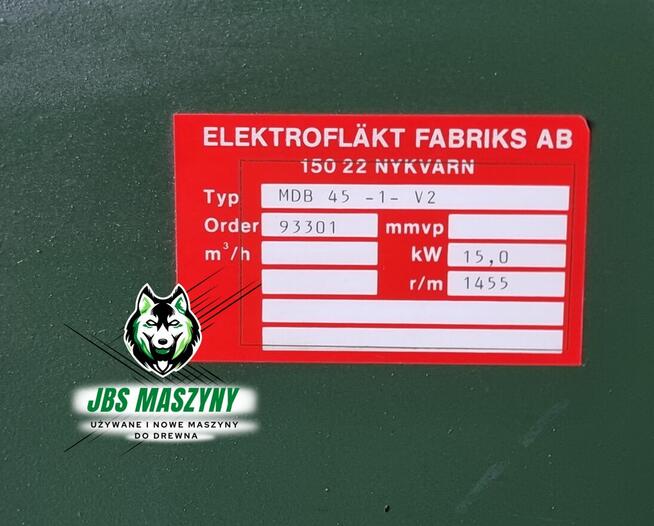 ELEKTROFLÄKT FABRIKS AB
150 22 NYKVARN
Typ MDB 45 -1- V2
Order 93301 mmvp
m³/h kW 15,0
r/m 1455
JBS MASZYNY
UŻYWANE I NOWE MASZYNY
DO DREWNA